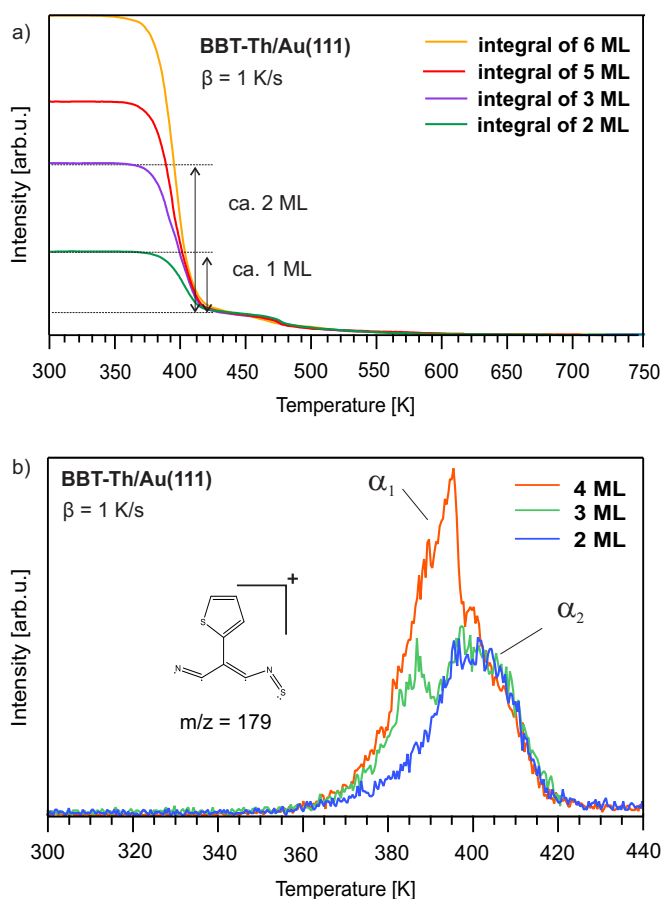 a)
BBT-Th/Au(111)
β = 1 K/s
integral of 6 ML
integral of 5 ML
integral of 3 ML
integral of 2 ML
ca. 2 ML
ca. 1 ML
Intensity [arb.u.]
300 350 400 450 500 550 600 650 700 750
Temperature [K]
b)
BBT-Th/Au(111)
β = 1 K/s
α1
4 ML
3 ML
2 ML
α2
+
S
N
N
S
m/z = 179
Intensity [arb.u.]
300 320 340 360 380 400 420 440
Temperature [K]